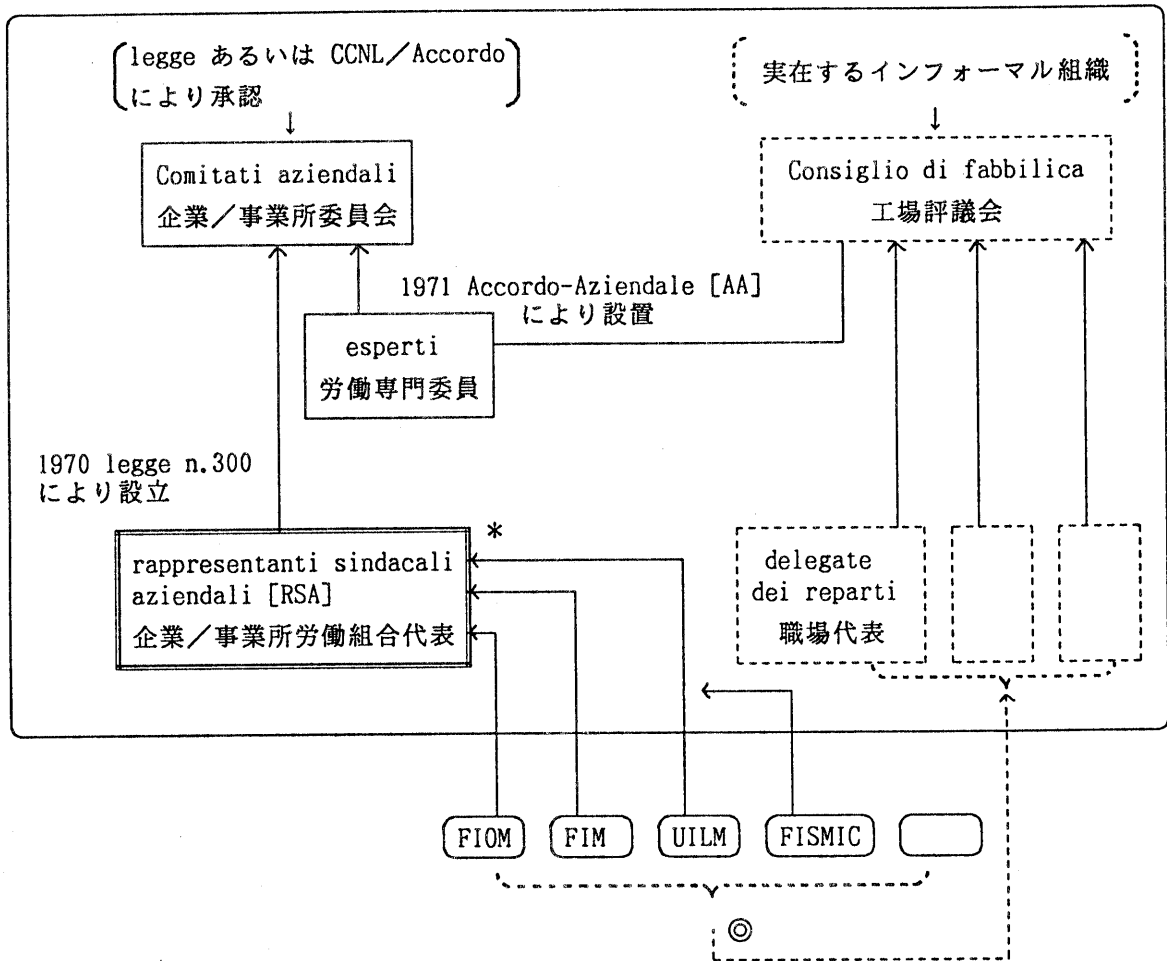 legge あるいは CCNL/Accordo
により承認
↓
実在するインフォーマル組織
↓
Comitati aziendali
企業/事業所委員会
Consiglio di fabbilica
工場評議会
1971 Accordo-Aziendale [AA]
により設置
esperti
労働専門委員
1970 legge n.300
により設立
*
rappresentanti sindacali
aziendali [RSA]
企業/事業所労働組合代表
delegate
dei reparti
職場代表
FIOM
FIM
UILM
FISMIC
◎